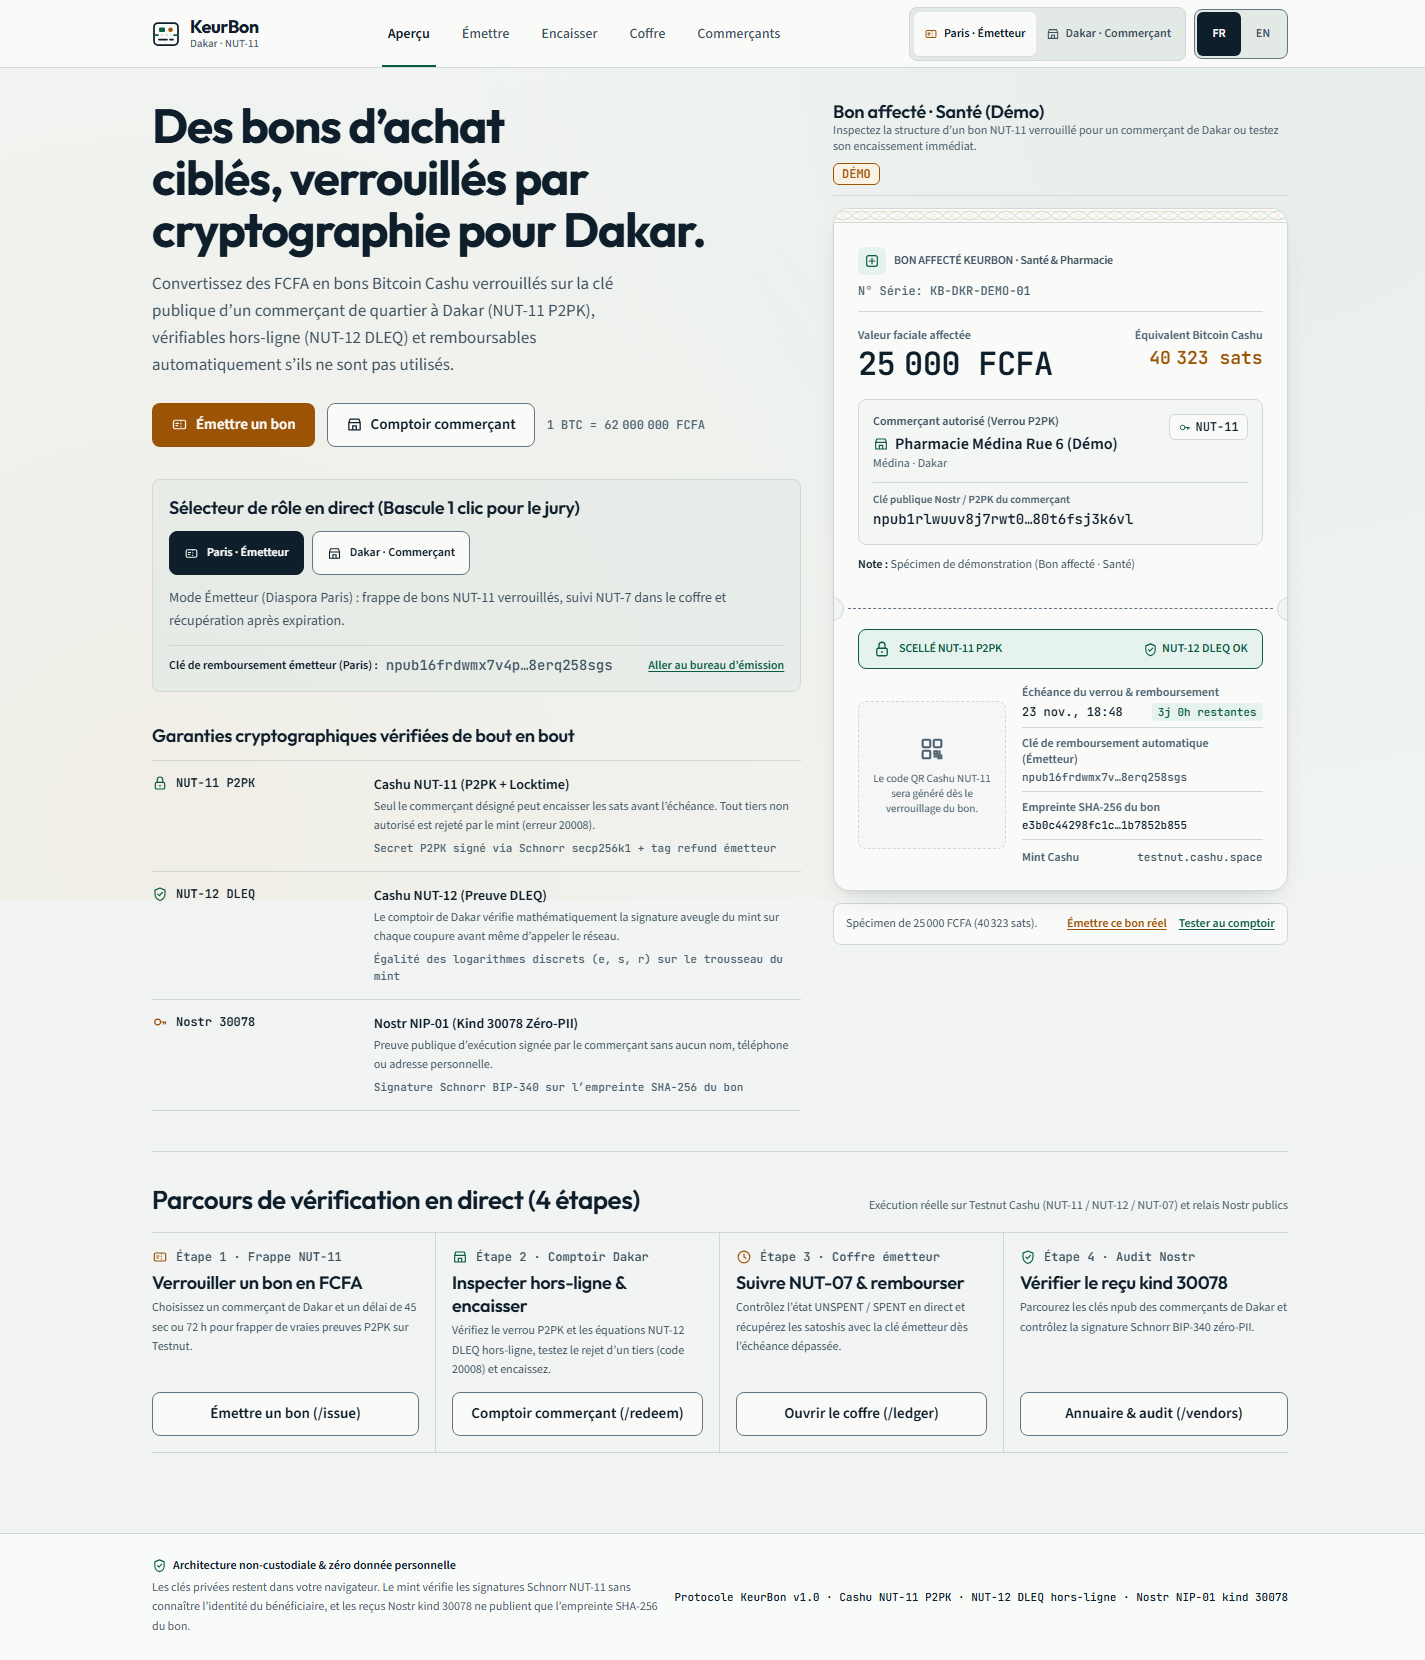 KeurBon
Dakar · NUT-11
Aperçu
Émettre
Encaisser
Coffre
Commerçants
Paris · Émetteur
Dakar · Commerçant
FR
EN
Des bons d’achat
ciblés, verrouillés par
cryptographie pour Dakar.
Convertissez des FCFA en bons Bitcoin Cashu verrouillés sur la clé
publique d’un commerçant de quartier à Dakar (NUT-11 P2PK),
vérifiables hors-ligne (NUT-12 DLEQ) et remboursables
automatiquement s’ils ne sont pas utilisés.
Émettre un bon
Comptoir commerçant
1 BTC = 62 000 000 FCFA
Sélecteur de rôle en direct (Bascule 1 clic pour le jury)
Paris · Émetteur
Dakar · Commerçant
Mode Émetteur (Diaspora Paris) : frappe de bons NUT-11 verrouillés, suivi NUT-7 dans le coffre et
récupération après expiration.
Clé de remboursement émetteur (Paris) : npub16frdwmx7v4p…8erq258sgs
Aller au bureau d’émission
Garanties cryptographiques vérifiées de bout en bout
NUT-11 P2PK
Cashu NUT-11 (P2PK + Locktime)
Seul le commerçant désigné peut encaisser les sats avant l’échéance. Tout tiers non
autorisé est rejeté par le mint (erreur 20008).
Secret P2PK signé via Schnorr secp256k1 + tag refund émetteur
NUT-12 DLEQ
Cashu NUT-12 (Preuve DLEQ)
Le comptoir de Dakar vérifie mathématiquement la signature aveugle du mint sur
chaque coupure avant même d’appeler le réseau.
Égalité des logarithmes discrets (e, s, r) sur le trousseau du
mint
Nostr 30078
Nostr NIP-01 (Kind 30078 Zéro-PII)
Preuve publique d’exécution signée par le commerçant sans aucun nom, téléphone
ou adresse personnelle.
Signature Schnorr BIP-340 sur l’empreinte SHA-256 du bon
Bon affecté · Santé (Démo)
Inspectez la structure d’un bon NUT-11 verrouillé pour un commerçant de Dakar ou testez
son encaissement immédiat.
DÉMO
BON AFFECTÉ KEURBON · Santé & Pharmacie
N° Série: KB-DKR-DEMO-01
Valeur faciale affectée
25 000 FCFA
Équivalent Bitcoin Cashu
40 323 sats
Commerçant autorisé (Verrou P2PK)
Pharmacie Médina Rue 6 (Démo)
Médina · Dakar
NUT-11
Clé publique Nostr / P2PK du commerçant
npub1rlwuuv8j7rwt0…80t6fsj3k6vl
Note : Spécimen de démonstration (Bon affecté · Santé)
SCELLÉ NUT-11 P2PK
NUT-12 DLEQ OK
Le code QR Cashu NUT-11
sera généré dès le
verrouillage du bon.
Échéance du verrou & remboursement
23 nov., 18:48
3j 0h restantes
Clé de remboursement automatique
(Émetteur)
npub16frdwmx7v…8erq258sgs
Empreinte SHA-256 du bon
e3b0c44298fc1c…1b7852b855
Mint Cashu
testnut.cashu.space
Spécimen de 25 000 FCFA (40 323 sats).
Émettre ce bon réel
Tester au comptoir
Parcours de vérification en direct (4 étapes)
Exécution réelle sur Testnut Cashu (NUT-11 / NUT-12 / NUT-07) et relais Nostr publics
Étape 1 · Frappe NUT-11
Verrouiller un bon en FCFA
Choisissez un commerçant de Dakar et un délai de 45
sec ou 72 h pour frapper de vraies preuves P2PK sur
Testnut.
Émettre un bon (/issue)
Étape 2 · Comptoir Dakar
Inspecter hors-ligne &
encaisser
Vérifiez le verrou P2PK et les équations NUT-12
DLEQ hors-ligne, testez le rejet d’un tiers (code
20008) et encaissez.
Comptoir commerçant (/redeem)
Étape 3 · Coffre émetteur
Suivre NUT-07 & rembourser
Contrôlez l’état UNSPENT / SPENT en direct et
récupérez les satoshis avec la clé émetteur dès
l’échéance dépassée.
Ouvrir le coffre (/ledger)
Étape 4 · Audit Nostr
Vérifier le reçu kind 30078
Parcourez les clés npub des commerçants de Dakar et
contrôlez la signature Schnorr BIP-340 zéro-PII.
Annuaire & audit (/vendors)
Architecture non-custodiale & zéro donnée personnelle
Les clés privées restent dans votre navigateur. Le mint vérifie les signatures Schnorr NUT-11 sans
connaître l’identité du bénéficiaire, et les reçus Nostr kind 30078 ne publient que l’empreinte SHA-256
du bon.
Protocole KeurBon v1.0 · Cashu NUT-11 P2PK · NUT-12 DLEQ hors-ligne · Nostr NIP-01 kind 30078